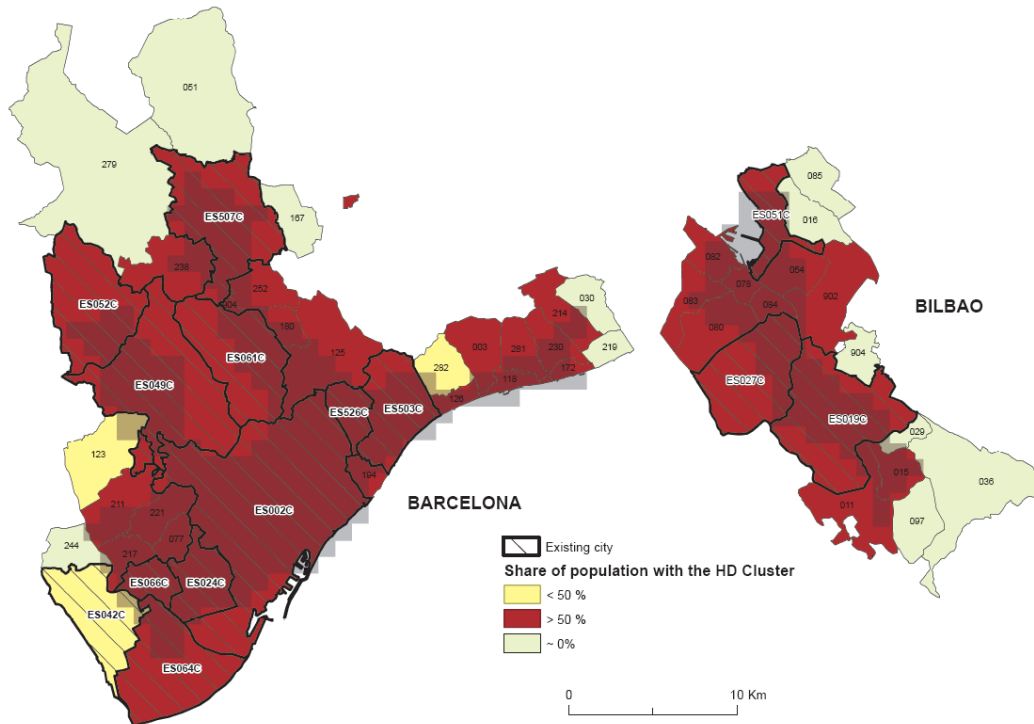 051
279
167
ES507C
238
904
252
ES052C
180
125
ES061C
ES049C
282
003
281
214
030
230
219
172
118
126
ES526C
ES503C
123
194
211
221
077
ES002C
244
217
ES066C
ES024C
ES042C
ES064C
BARCELONA
085
ES051C
016
082
054
078
083
084
902
080
BILBAO
904
ES027C
ES019C
029
015
036
011
097
Existing city
Share of population with the HD Cluster
< 50 %
> 50 %
~ 0%
0 10 Km